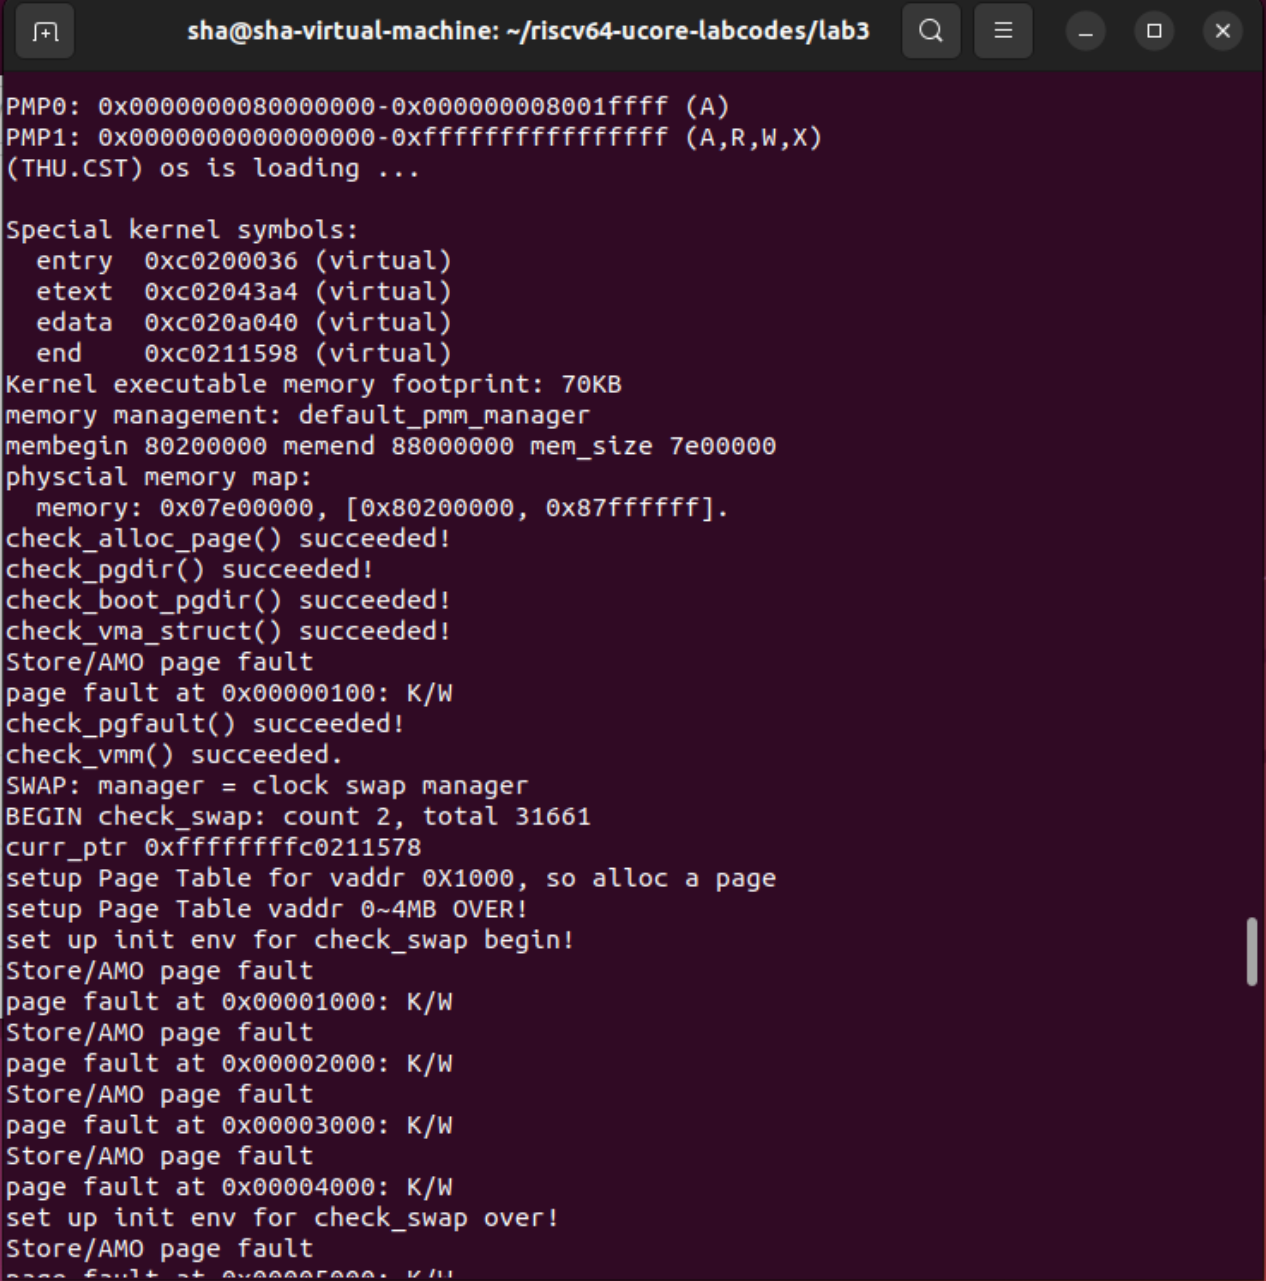 sha@sha-virtual-machine: ~/riscv64-ucore-labcodes/lab3
PMP0: 0x0000000080000000-0x000000008001ffff (A)
PMP1: 0x0000000000000000-0xffffffffffffffff (A,R,W,X)
(THU.CST) os is loading ...
Special kernel symbols:
  entry  0xc0200036 (virtual)
  etext  0xc02043a4 (virtual)
  edata  0xc020a040 (virtual)
  end    0xc0211598 (virtual)
Kernel executable memory footprint: 70KB
memory management: default_pmm_manager
membegin 80200000 memend 88000000 mem_size 7e00000
physcial memory map:
  memory: 0x07e00000, [0x80200000, 0x87ffffff].
check_alloc_page() succeeded!
check_pgdir() succeeded!
check_boot_pgdir() succeeded!
check_vma_struct() succeeded!
Store/AMO page fault
page fault at 0x00000100: K/W
check_pgfault() succeeded!
check_vmm() succeeded.
SWAP: manager = clock swap manager
BEGIN check_swap: count 2, total 31661
curr_ptr 0xffffffffc0211578
setup Page Table for vaddr 0X1000, so alloc a page
setup Page Table vaddr 0~4MB OVER!
set up init env for check_swap begin!
Store/AMO page fault
page fault at 0x00001000: K/W
Store/AMO page fault
page fault at 0x00002000: K/W
Store/AMO page fault
page fault at 0x00003000: K/W
Store/AMO page fault
page fault at 0x00004000: K/W
set up init env for check_swap over!
Store/AMO page fault
page fault at 0x00005000: K/W